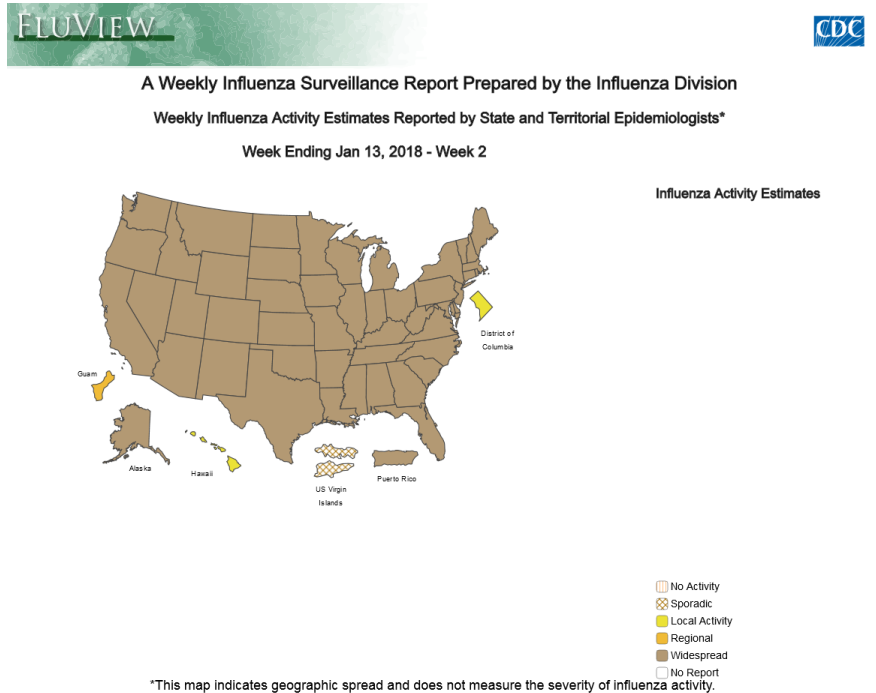 FLUVIEW
CDC
A Weekly Influenza Surveillance Report Prepared by the Influenza Division
Weekly Influenza Activity Estimates Reported by State and Territorial Epidemiologists*
Week Ending Jan 13, 2018 - Week 2
Influenza Activity Estimates
District of
Columbia
Guam
Alaska
Hawaii
US Virgin
Islands
Puerto Rico
No Activity
Sporadic
Local Activity
Regional
Widespread
No Report
*This map indicates geographic spread and does not measure the severity of influenza activity.